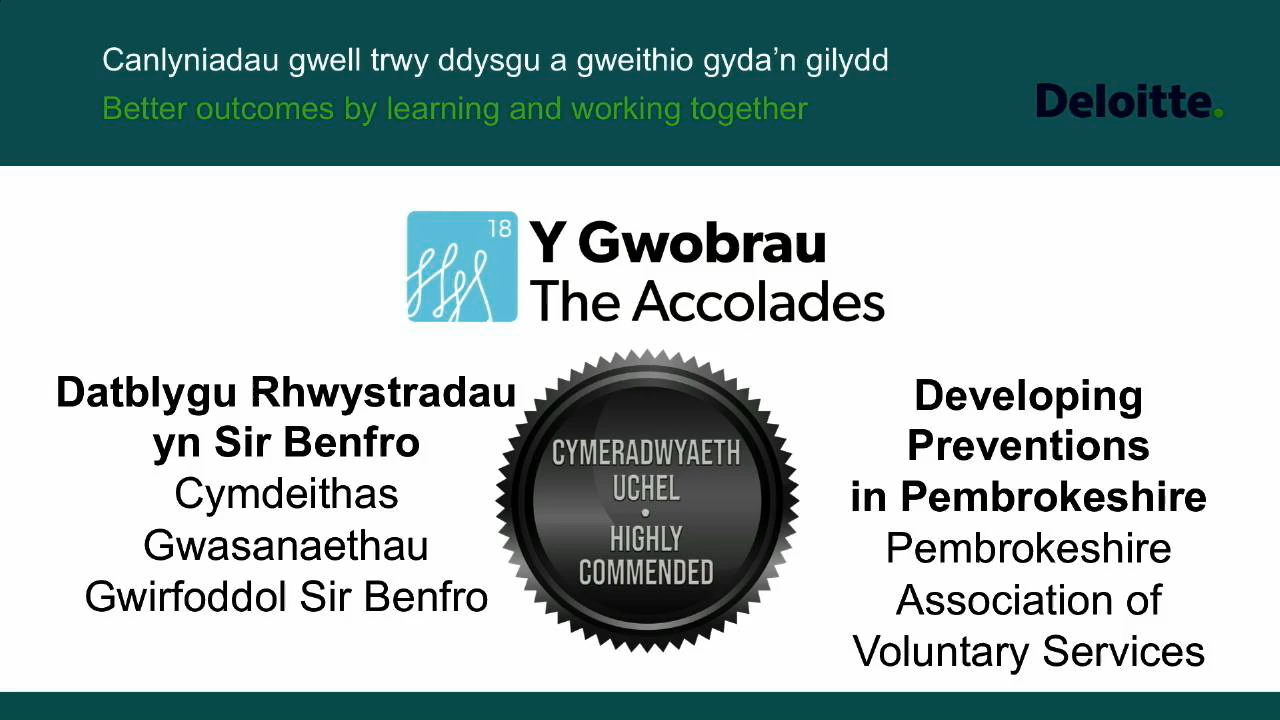 Canlyniadau gwell trwy ddysgu a gweithio gyda’n gilydd
Better outcomes by learning and working together
Deloitte.
18
Y Gwobrau
The Accolades
Datblygu Rhwystradau
yn Sir Benfro
Cymdeithas
Gwasanaethau
Gwirfoddol Sir Benfro
CYMERADWYAETH
UCHEL
•
HIGHLY
COMMENDED
Developing
Preventions
in Pembrokeshire
Pembrokeshire
Association of
Voluntary Services